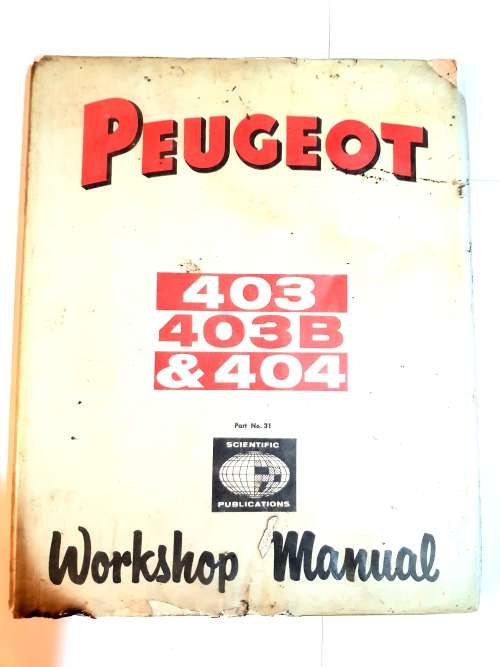 PEUGEOT
403
403B
& 404
Part No. 31
SCIENTIFIC
PUBLICATIONS
Workshop Manual